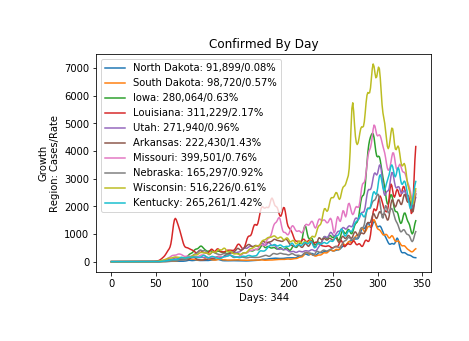 Confirmed By Day
7000
6000
5000
4000
3000
2000
1000
0
Growth
Region: Cases/Rate
North Dakota: 91,899/0.08%
South Dakota: 98,720/0.57%
Iowa: 280,064/0.63%
Louisiana: 311,229/2.17%
Utah: 271,940/0.96%
Arkansas: 222,430/1.43%
Missouri: 399,501/0.76%
Nebraska: 165,297/0.92%
Wisconsin: 516,226/0.61%
Kentucky: 265,261/1.42%
0 50 100 150 200 250 300 350
Days: 344